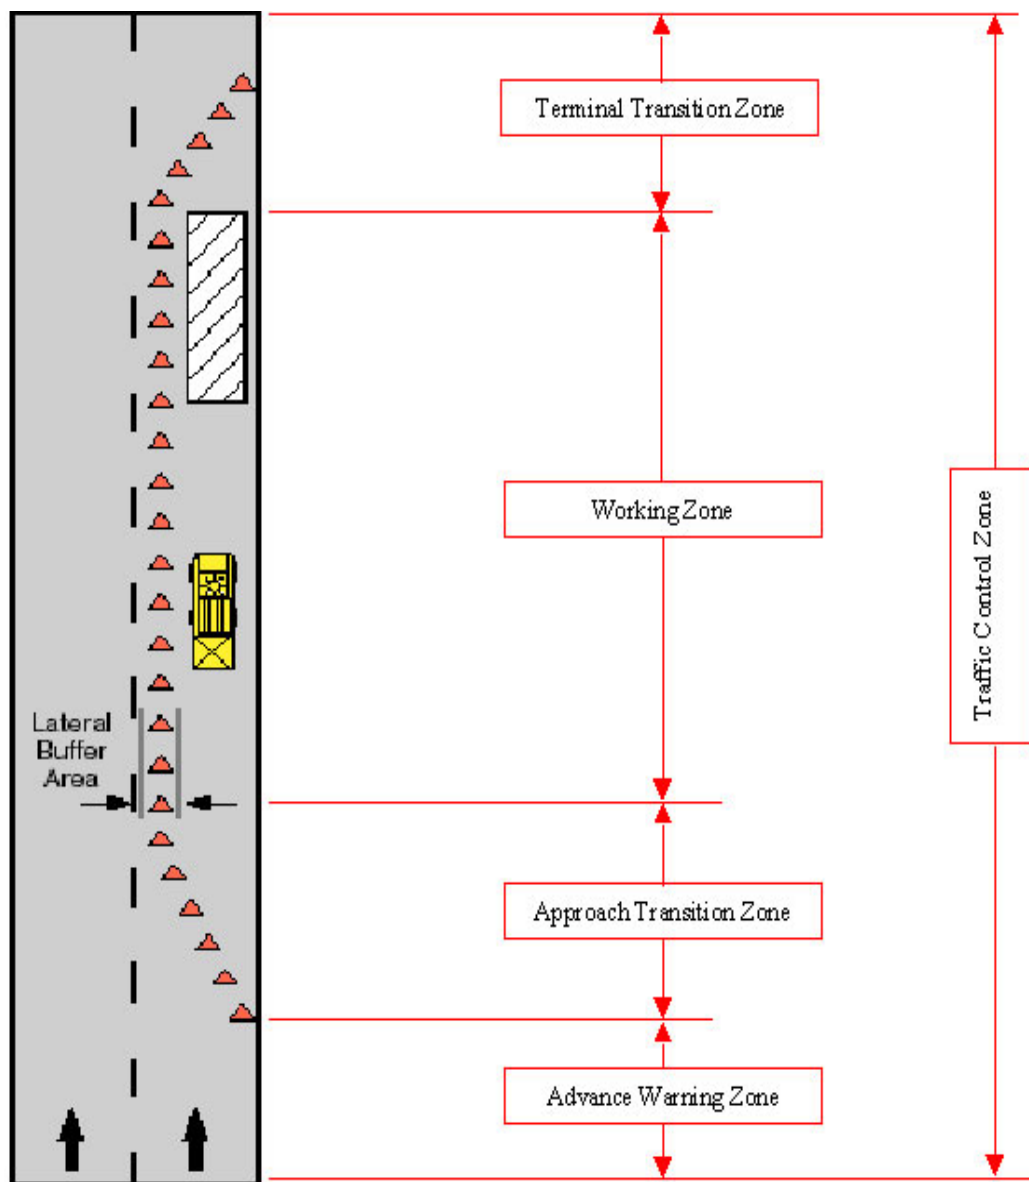 Terminal Transition Zone
Working Zone
Traffic Control Zone
Lateral
Buffer
Area
Approach Transition Zone
Advance Warning Zone